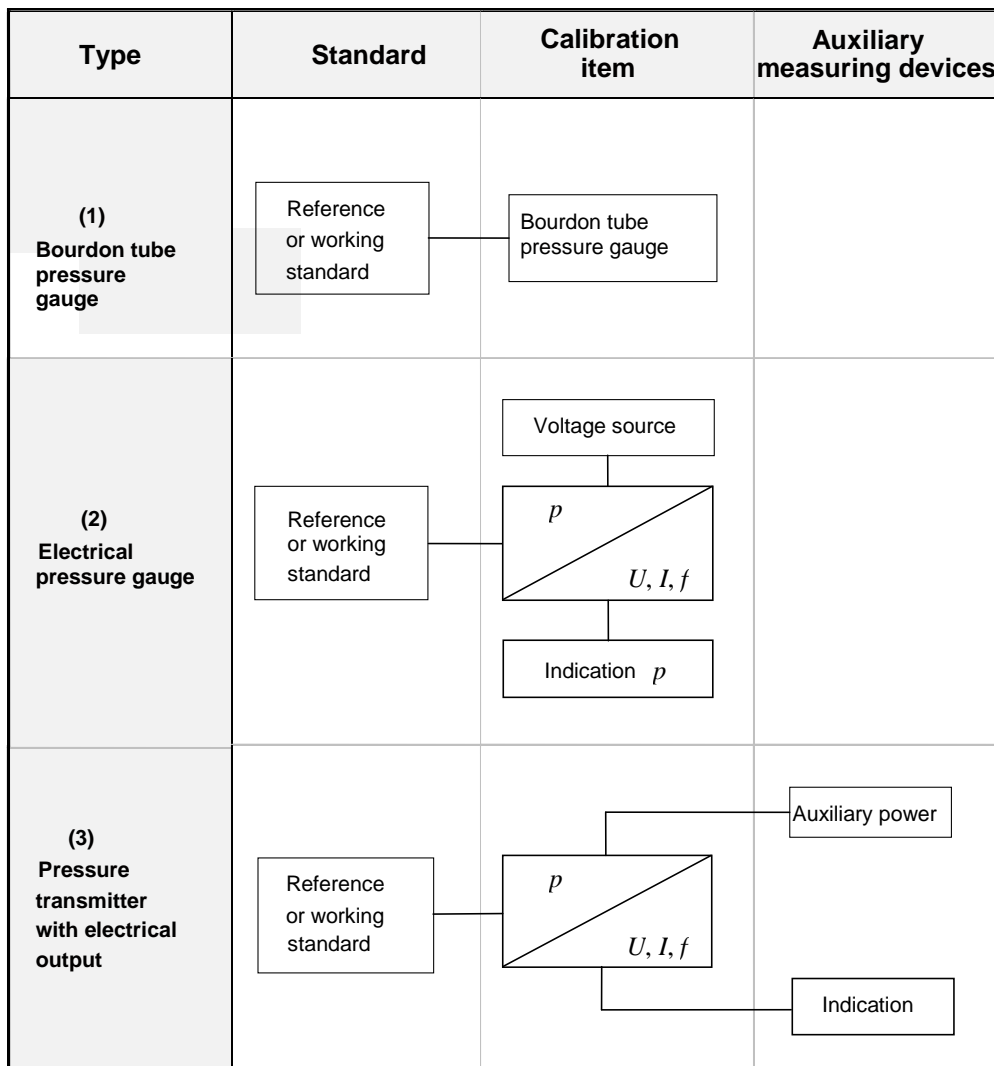 Type
Standard
Calibration
item
Auxiliary
measuring devices
(1)
Bourdon tube
pressure
gauge
Reference
or working
standard
Bourdon tube
pressure gauge
(2)
Electrical
pressure gauge
Reference
or working
standard
Voltage source
p
U, I, f
Indication p
(3)
Pressure
transmitter
with electrical
output
Reference
or working
standard
p
U, I, f
Auxiliary power
Indication